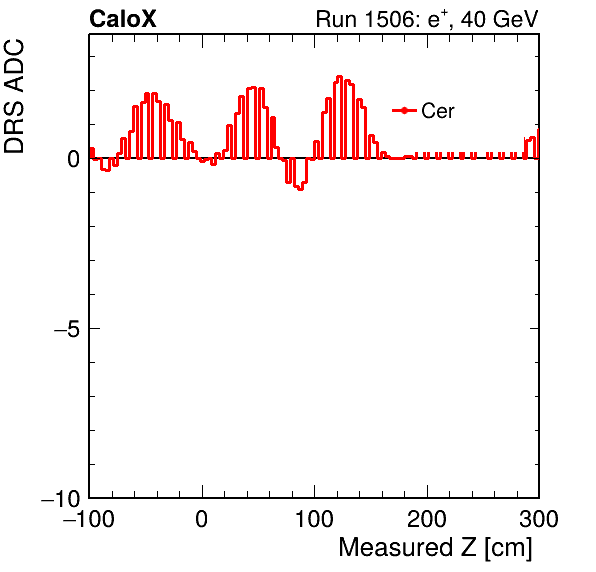 CaloX Run 1506: e⁺, 40 GeV
DRS ADC
Cer
0
−5
−10
−100 0 100 200 300
Measured Z [cm]